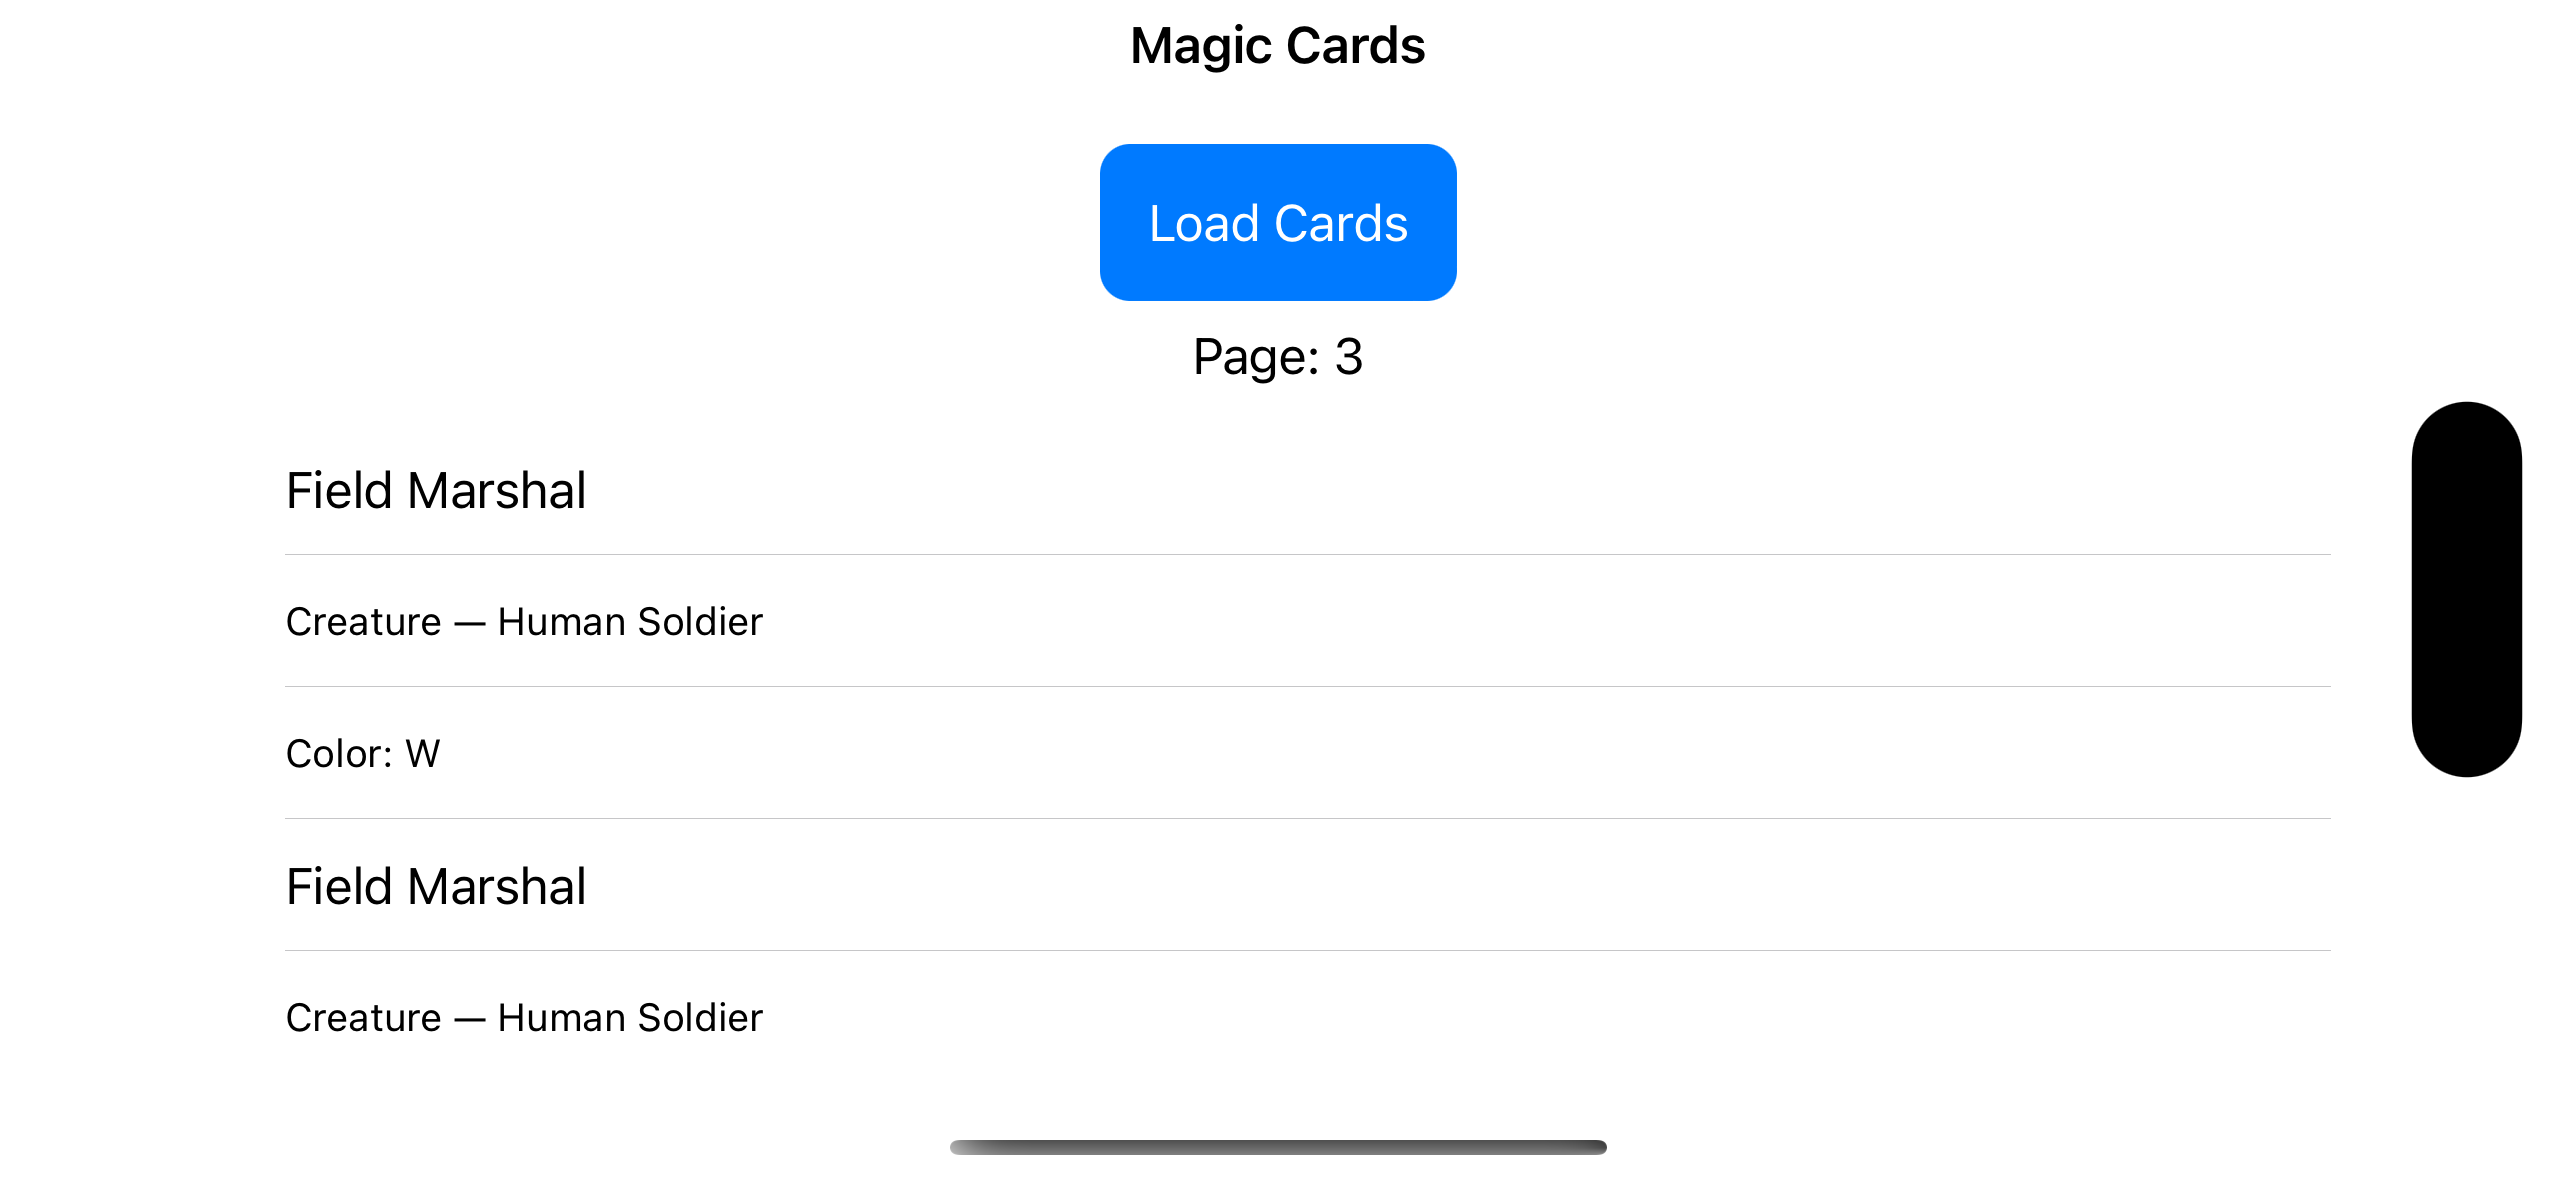 Magic Cards
Load Cards
Page: 3
Field Marshal
Creature — Human Soldier
Color: W
Field Marshal
Creature — Human Soldier